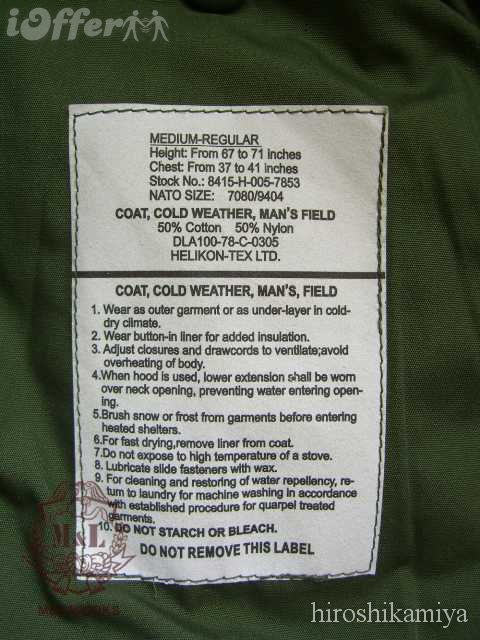 iOffer
MEDIUM-REGULAR
Height: From 67 to 71 inches
Chest: From 37 to 41 inches
Stock No.: 8415-H-005-7853
NATO SIZE: 7080/9404
COAT, COLD WEATHER, MAN'S FIELD
50% Cotton 50% Nylon
DLA100-78-C-0305
HELIKON-TEX LTD.
COAT, COLD WEATHER, MAN'S, FIELD
1. Wear as outer garment or as under-layer in cold-
dry climate.
2. Wear button-in liner for added insulation.
3. Adjust closures and drawcords to ventilate;avoid
overheating of body.
4.When hood is used, lower extension shall be worn
over neck opening, preventing water entering open-
ing.
5.Brush snow or frost from garments before entering
heated shelters.
6.For fast drying,remove liner from coat.
7.Do not expose to high temperature of a stove.
8. Lubricate slide fasteners with wax.
9. For cleaning and restoring of water repellency, re-
turn to laundry for machine washing in accordance
with established procedure for quarpel treated
garments.
10. DO NOT STARCH OR BLEACH.
DO NOT REMOVE THIS LABEL
M&L
hiroshikamiya